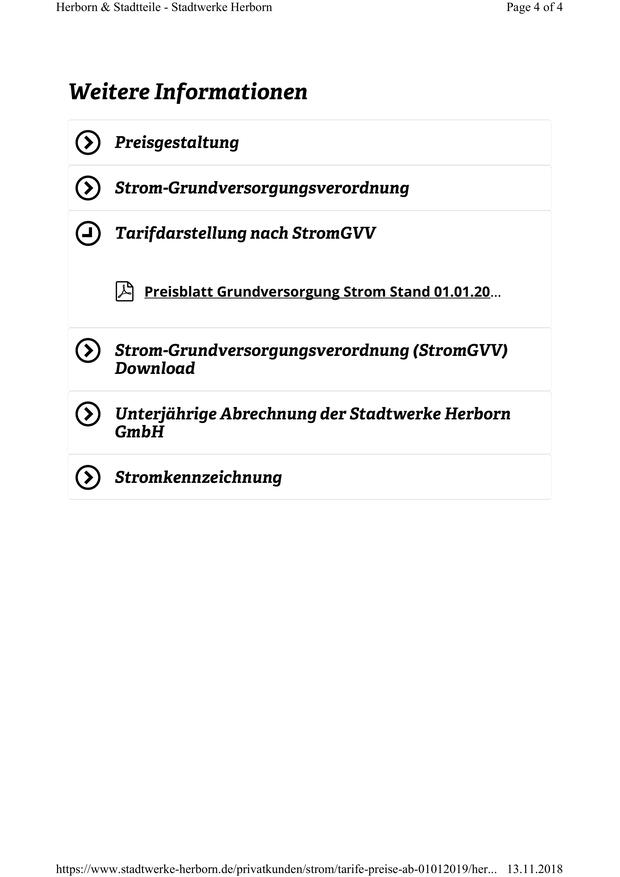 Herborn & Stadtteile - Stadtwerke Herborn Page 4 of 4
Weitere Informationen
Preisgestaltung
Strom-Grundversorgungsverordnung
Tarifdarstellung nach StromGVV
Preisblatt Grundversorgung Strom Stand 01.01.20...
Strom-Grundversorgungsverordnung (StromGVV)
Download
Unterjährige Abrechnung der Stadtwerke Herborn
GmbH
Stromkennzeichnung
https://www.stadtwerke-herborn.de/privatkunden/strom/tarife-preise-ab-01012019/her... 13.11.2018